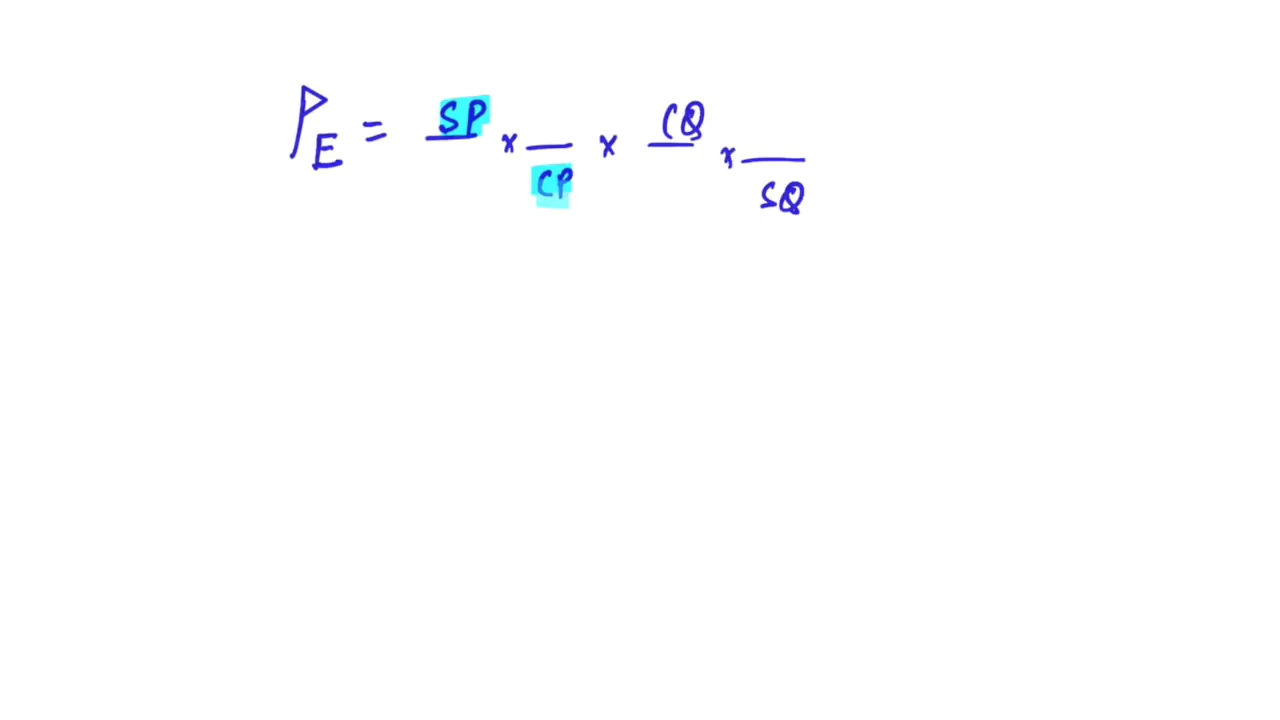 P_E = SP/ × /CP × CQ/ × /SQ